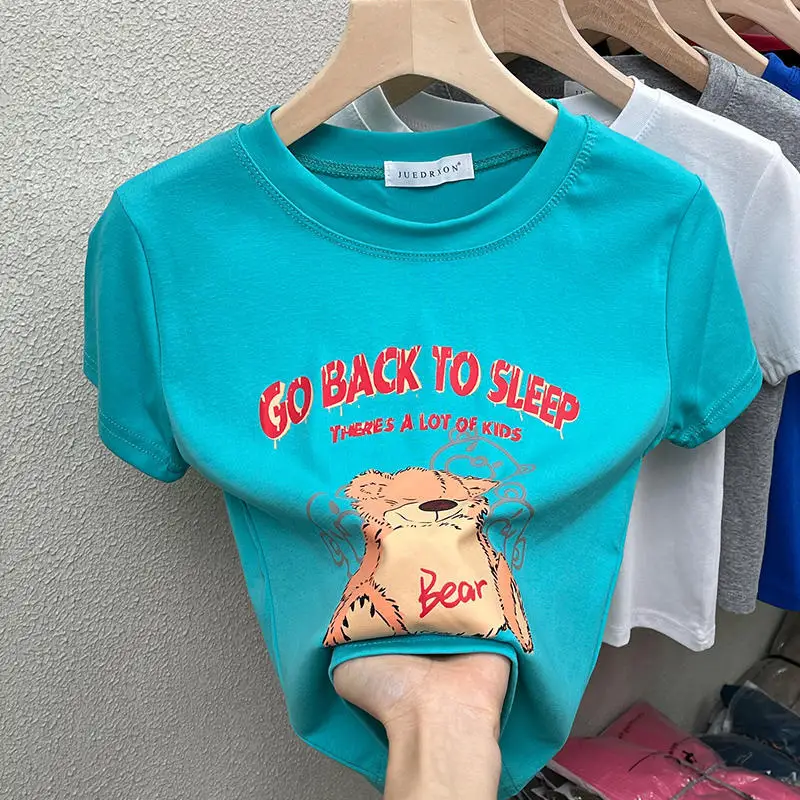 JUEDRXON®
GO BACK TO SLEEP
THERES A LOT OF KIDS
Bear